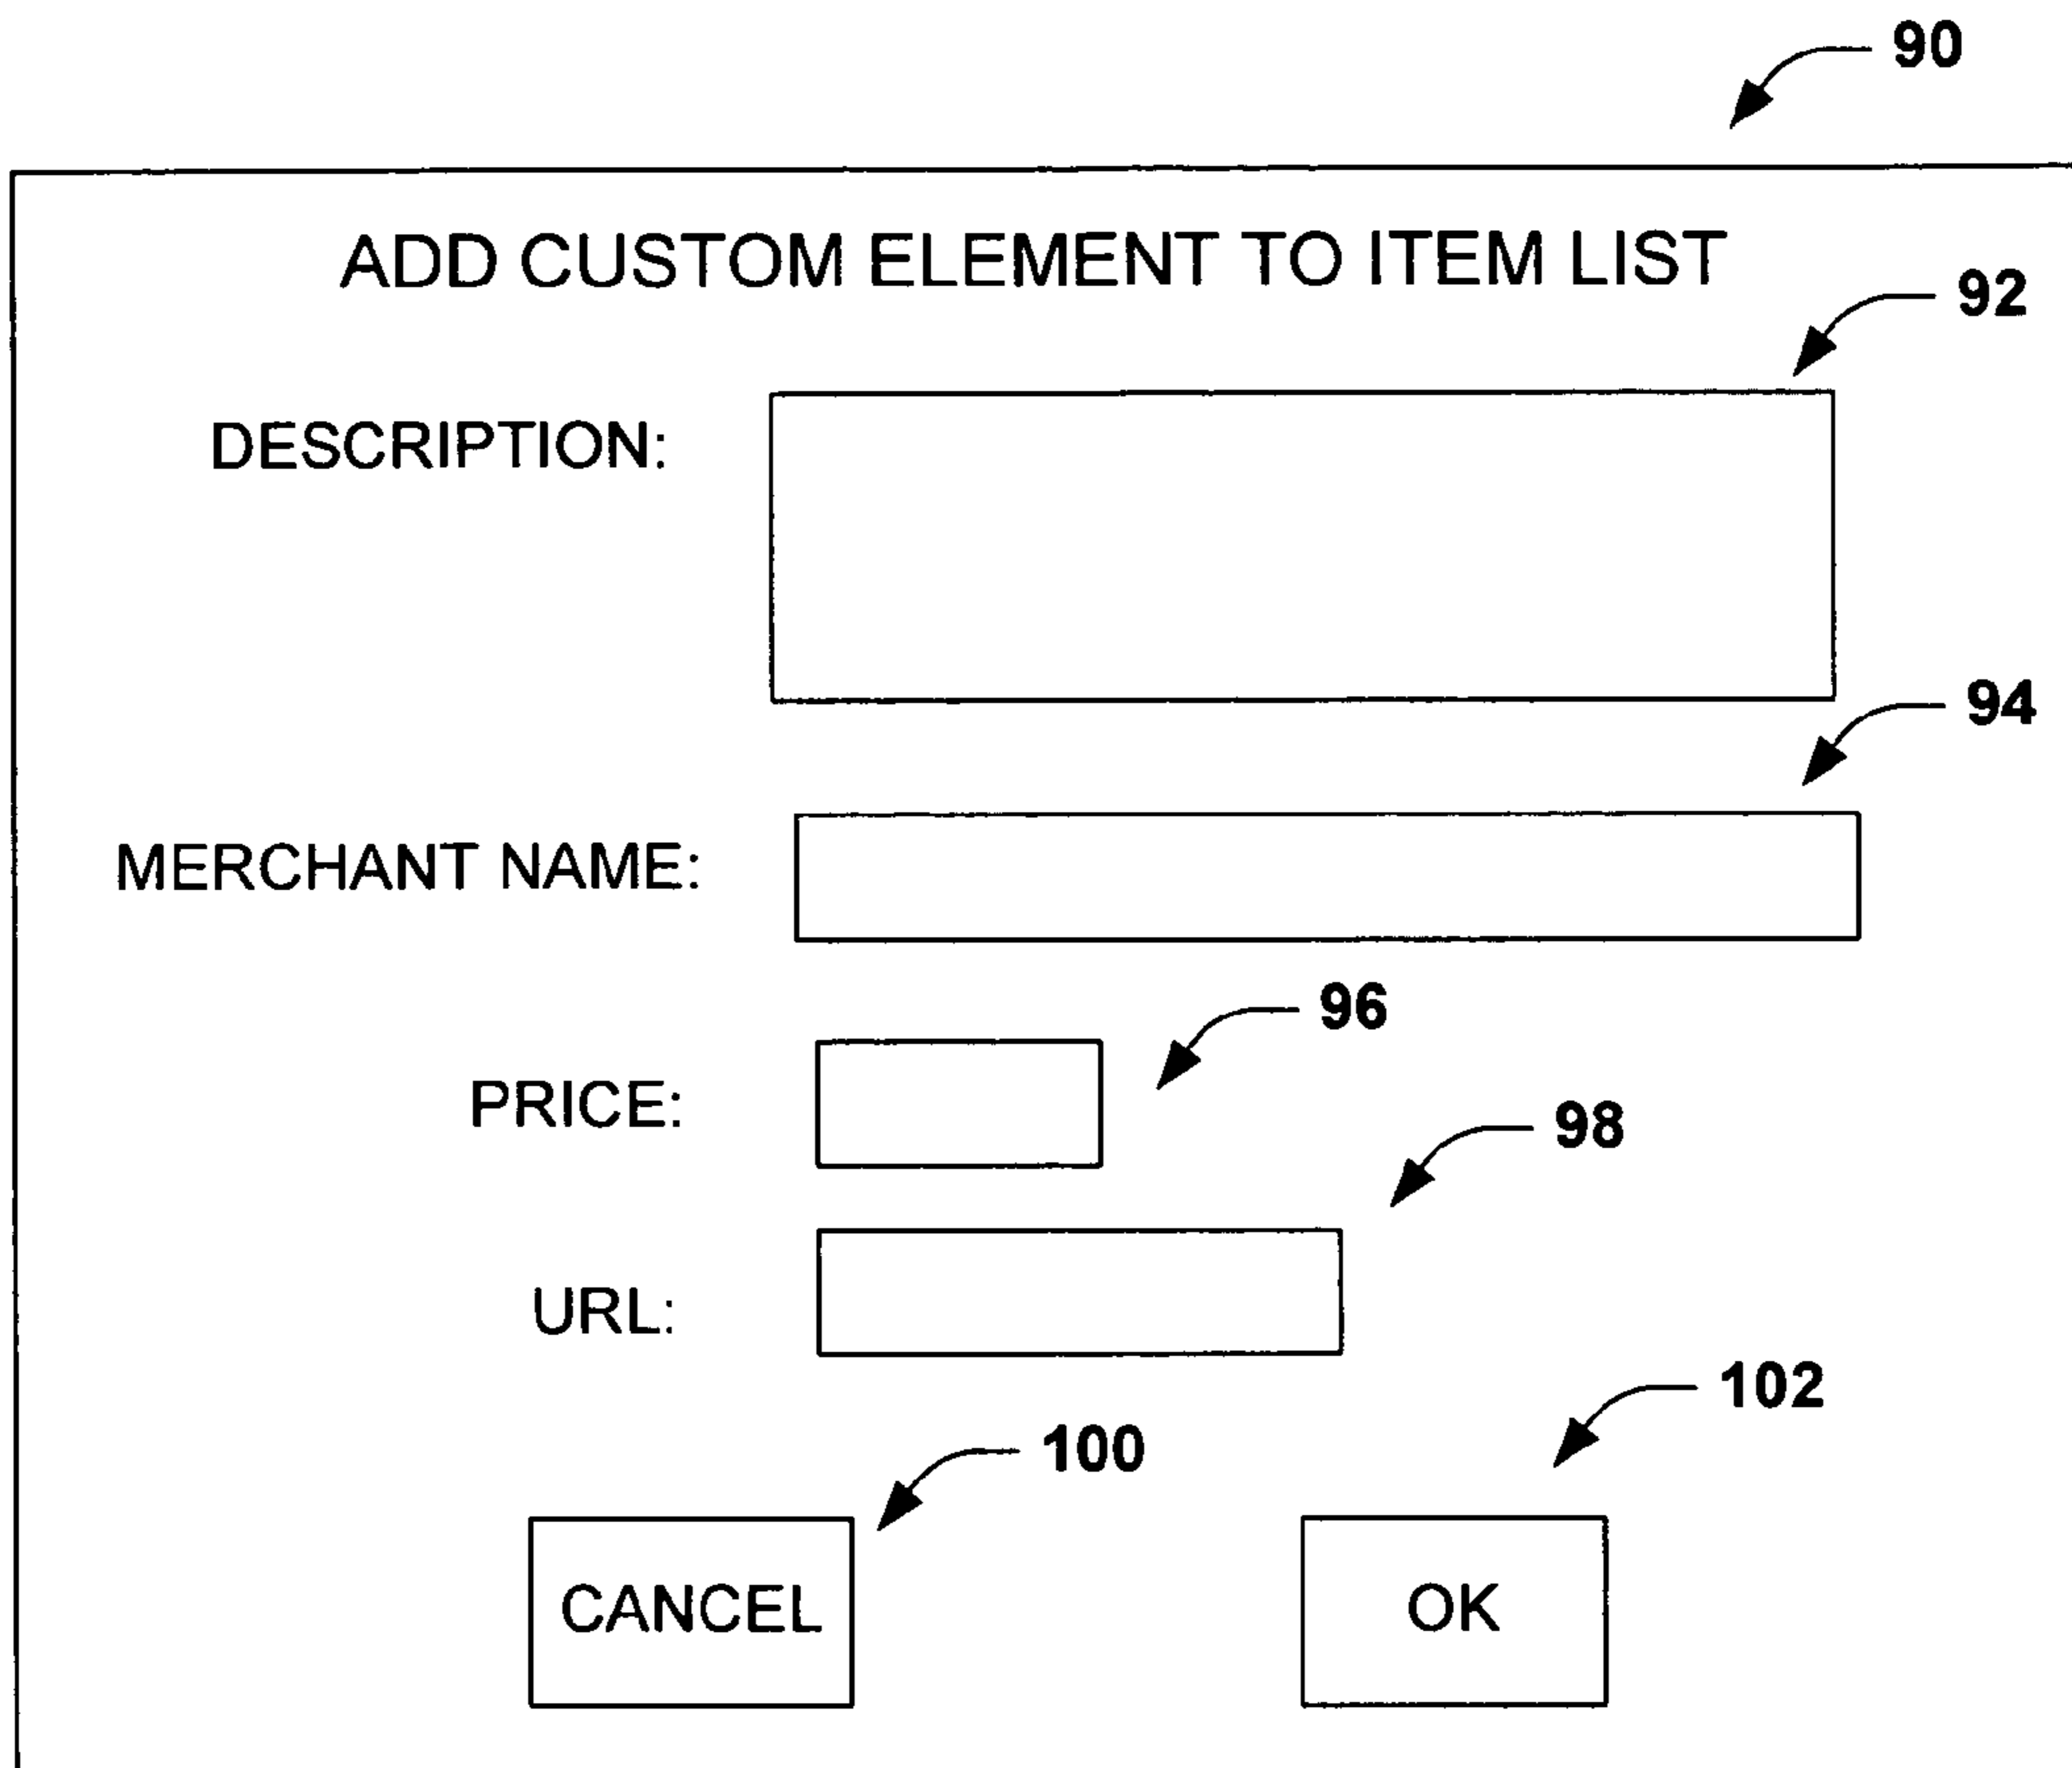 90
ADD CUSTOM ELEMENT TO ITEM LIST
92
DESCRIPTION:
94
MERCHANT NAME:
96
PRICE:
98
URL:
102
100
CANCEL
OK